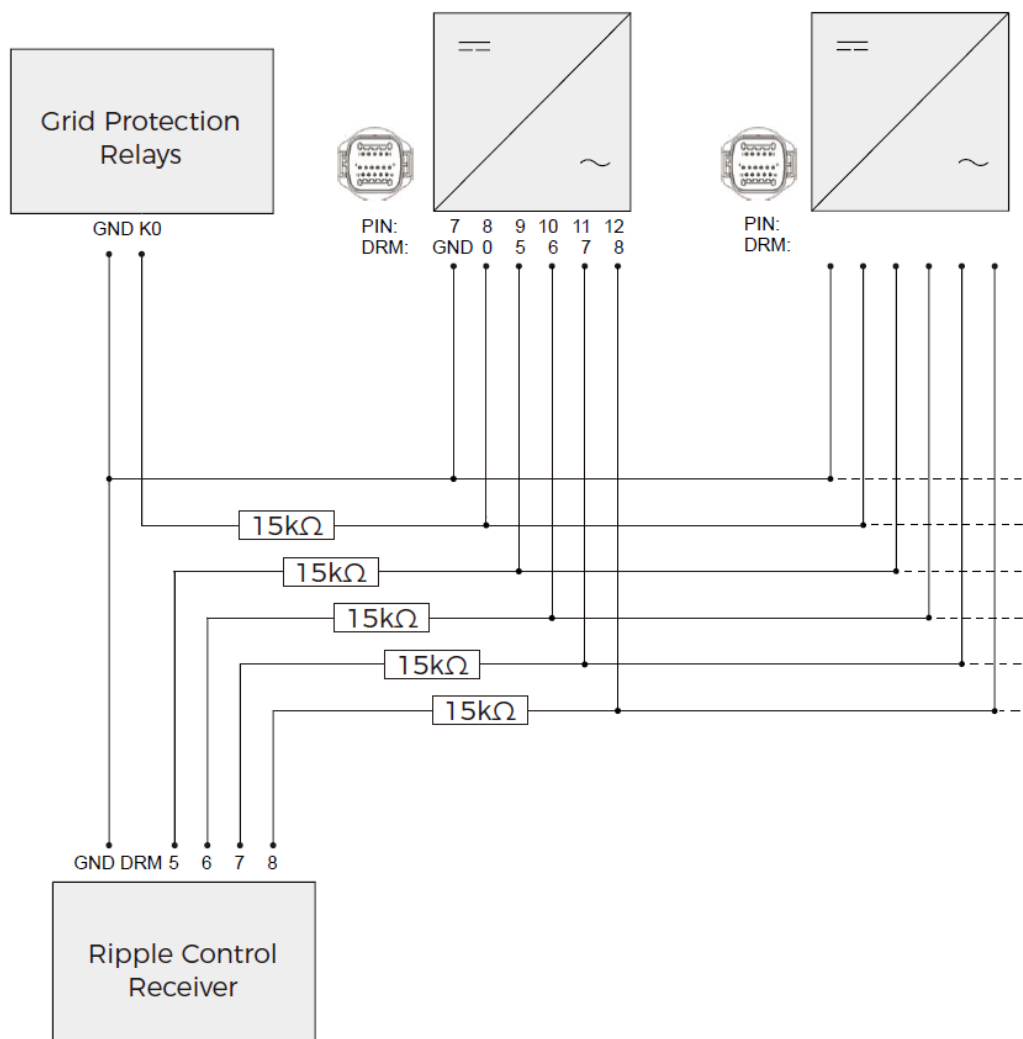 Grid Protection
Relays
GND K0
PIN: 7 8 9 10 11 12
DRM: GND 0 5 6 7 8
PIN:
DRM:
15kΩ
15kΩ
15kΩ
15kΩ
15kΩ
GND DRM 5 6 7 8
Ripple Control
Receiver